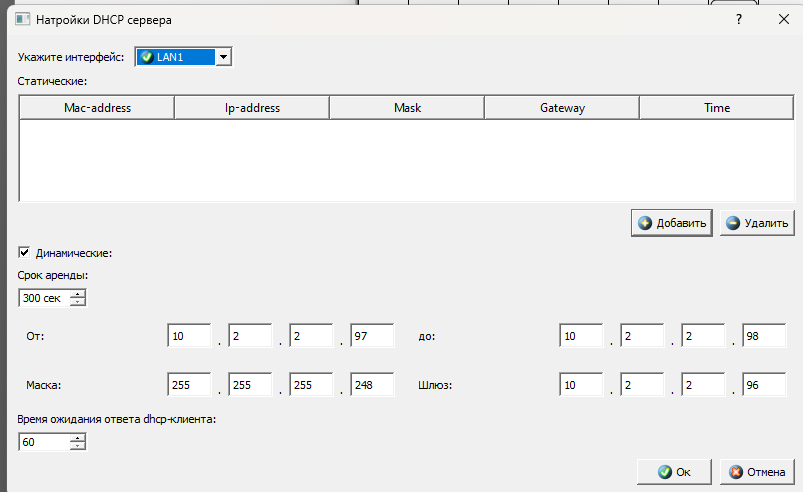 Настройки DHCP сервера
Укажите интерфейс: LAN1
Статические:
Mac-address Ip-address Mask Gateway Time
Добавить Удалить
Динамические:
Срок аренды:
300 сек
От: 10 . 2 . 2 . 97 до: 10 . 2 . 2 . 98
Маска: 255 . 255 . 255 . 248 Шлюз: 10 . 2 . 2 . 96
Время ожидания ответа dhcp-клиента:
60
Ок Отмена